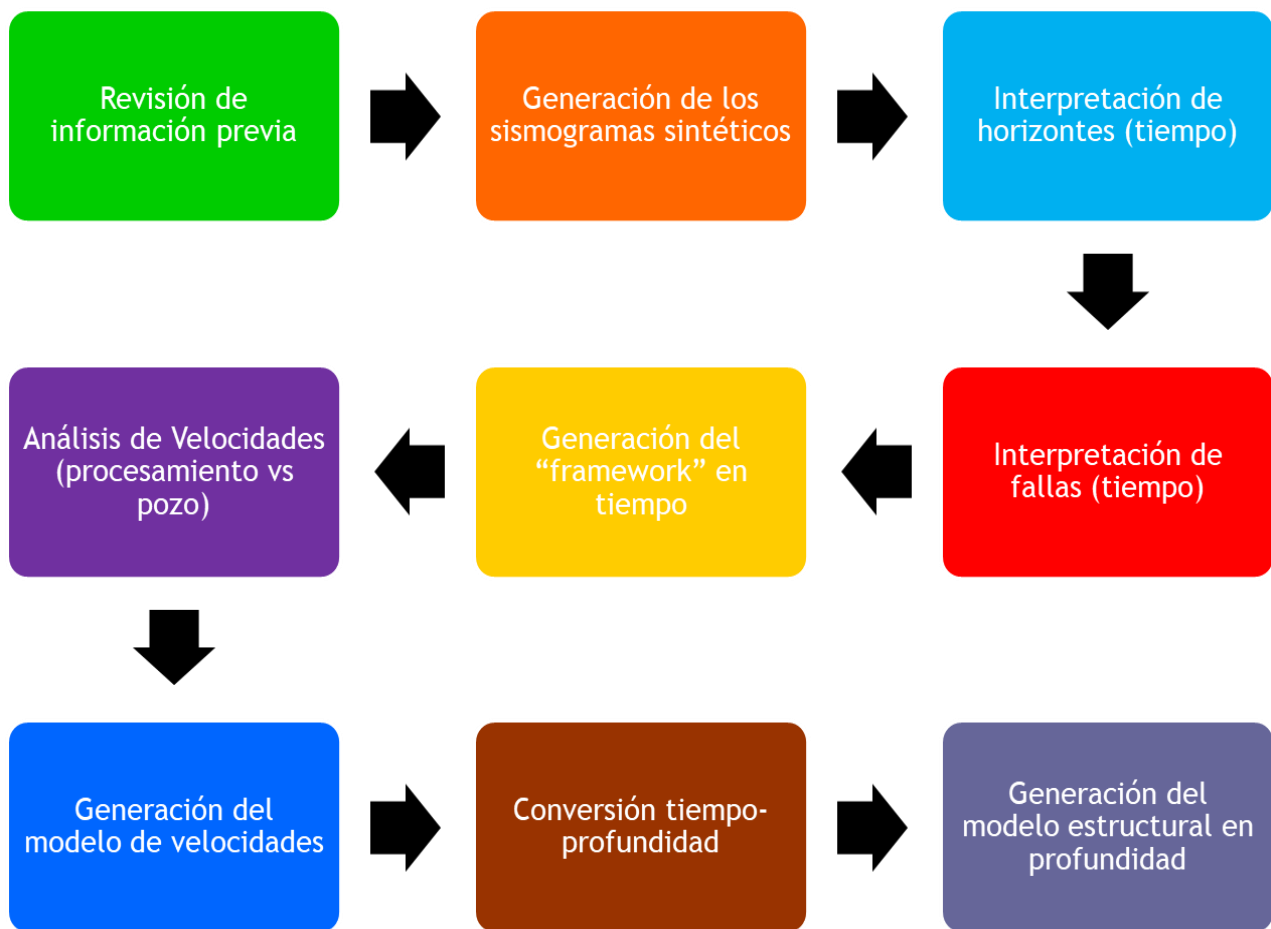 Revisión de
información previa
Generación de los
sismogramas sintéticos
Interpretación de
horizontes (tiempo)
Interpretación de
fallas (tiempo)
Generación del
“framework” en
tiempo
Análisis de Velocidades
(procesamiento vs
pozo)
Generación del
modelo de velocidades
Conversión tiempo-
profundidad
Generación del
modelo estructural en
profundidad